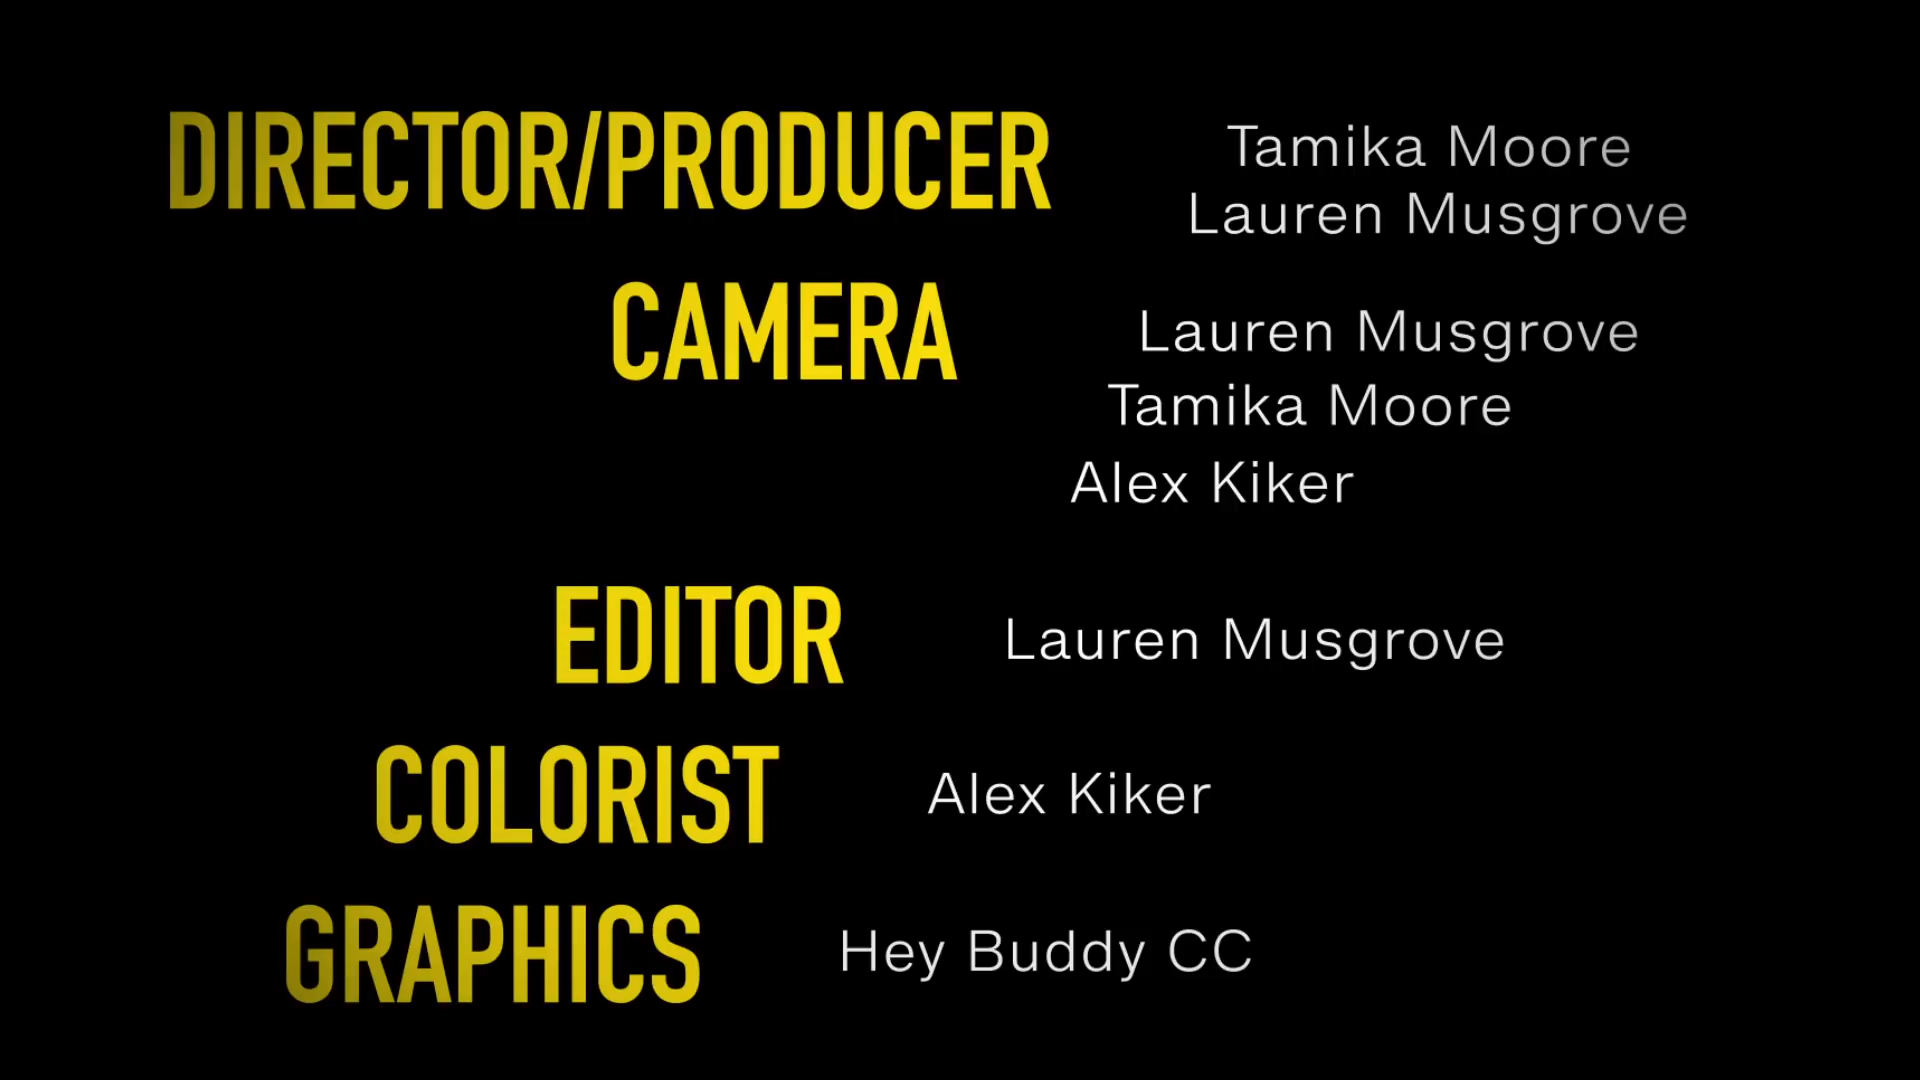 DIRECTOR/PRODUCER Tamika Moore
Lauren Musgrove
CAMERA Lauren Musgrove
Tamika Moore
Alex Kiker
EDITOR Lauren Musgrove
COLORIST Alex Kiker
GRAPHICS Hey Buddy CC